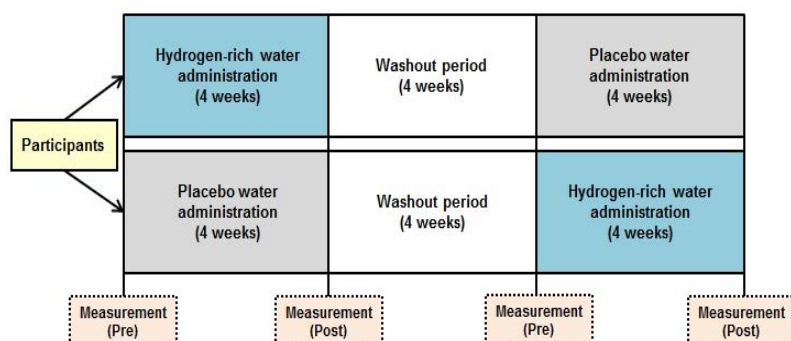 Hydrogen-rich water
administration
(4 weeks)
Washout period
(4 weeks)
Placebo water
administration
(4 weeks)
Participants
Placebo water
administration
(4 weeks)
Washout period
(4 weeks)
Hydrogen-rich water
administration
(4 weeks)
Measurement
(Pre)
Measurement
(Post)
Measurement
(Pre)
Measurement
(Post)